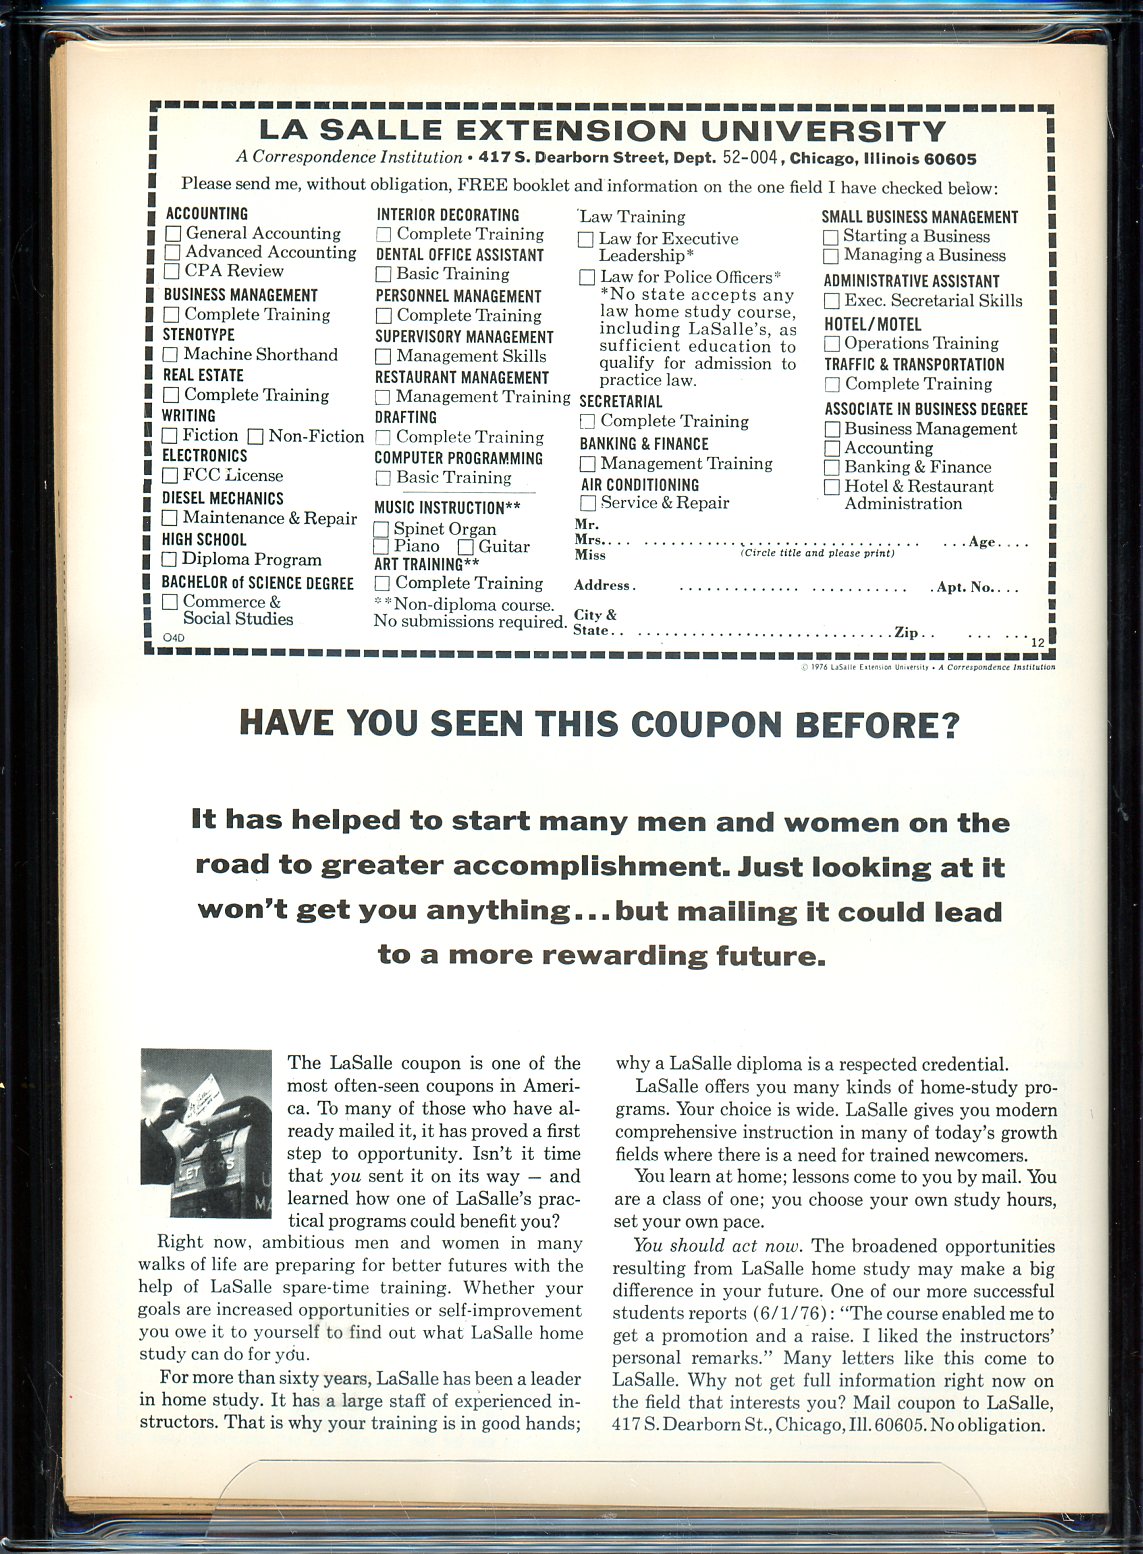 LA SALLE EXTENSION UNIVERSITY
A Correspondence Institution • 417 S. Dearborn Street, Dept. 52-004, Chicago, Illinois 60605
Please send me, without obligation, FREE booklet and information on the one field I have checked below:
ACCOUNTING
General Accounting
Advanced Accounting
CPA Review
BUSINESS MANAGEMENT
Complete Training
STENOTYPE
Machine Shorthand
REAL ESTATE
Complete Training
WRITING
Fiction Non-Fiction
ELECTRONICS
FCC License
DIESEL MECHANICS
Maintenance & Repair
HIGH SCHOOL
Diploma Program
BACHELOR of SCIENCE DEGREE
Commerce &
Social Studies
O4D
INTERIOR DECORATING
Complete Training
DENTAL OFFICE ASSISTANT
Basic Training
PERSONNEL MANAGEMENT
Complete Training
SUPERVISORY MANAGEMENT
Management Skills
RESTAURANT MANAGEMENT
Management Training
DRAFTING
Complete Training
COMPUTER PROGRAMMING
Basic Training
MUSIC INSTRUCTION**
Spinet Organ
Piano Guitar
ART TRAINING**
Complete Training
**Non-diploma course.
No submissions required.
Law Training
Law for Executive
Leadership*
Law for Police Officers*
*No state accepts any
law home study course,
including LaSalle's, as
sufficient education to
qualify for admission to
practice law.
SECRETARIAL
Complete Training
BANKING & FINANCE
Management Training
AIR CONDITIONING
Service & Repair
SMALL BUSINESS MANAGEMENT
Starting a Business
Managing a Business
ADMINISTRATIVE ASSISTANT
Exec. Secretarial Skills
HOTEL/MOTEL
Operations Training
TRAFFIC & TRANSPORTATION
Complete Training
ASSOCIATE IN BUSINESS DEGREE
Business Management
Accounting
Banking & Finance
Hotel & Restaurant
Administration
Mr.
Mrs.... ................................ ...Age....
Miss (Circle title and please print)
Address. ............... ............ .Apt. No....
City &
State.. ..............................Zip.. ... ...
12
© 1976 LaSalle Extension University • A Correspondence Institution
HAVE YOU SEEN THIS COUPON BEFORE?
It has helped to start many men and women on the
road to greater accomplishment. Just looking at it
won't get you anything...but mailing it could lead
to a more rewarding future.
LETTERS
U
MA
The LaSalle coupon is one of the
most often-seen coupons in Ameri-
ca. To many of those who have al-
ready mailed it, it has proved a first
step to opportunity. Isn't it time
that you sent it on its way — and
learned how one of LaSalle's prac-
tical programs could benefit you?
Right now, ambitious men and women in many
walks of life are preparing for better futures with the
help of LaSalle spare-time training. Whether your
goals are increased opportunities or self-improvement
you owe it to yourself to find out what LaSalle home
study can do for you.
For more than sixty years, LaSalle has been a leader
in home study. It has a large staff of experienced in-
structors. That is why your training is in good hands;
why a LaSalle diploma is a respected credential.
LaSalle offers you many kinds of home-study pro-
grams. Your choice is wide. LaSalle gives you modern
comprehensive instruction in many of today's growth
fields where there is a need for trained newcomers.
You learn at home; lessons come to you by mail. You
are a class of one; you choose your own study hours,
set your own pace.
You should act now. The broadened opportunities
resulting from LaSalle home study may make a big
difference in your future. One of our more successful
students reports (6/1/76): "The course enabled me to
get a promotion and a raise. I liked the instructors'
personal remarks." Many letters like this come to
LaSalle. Why not get full information right now on
the field that interests you? Mail coupon to LaSalle,
417 S. Dearborn St., Chicago, Ill. 60605. No obligation.